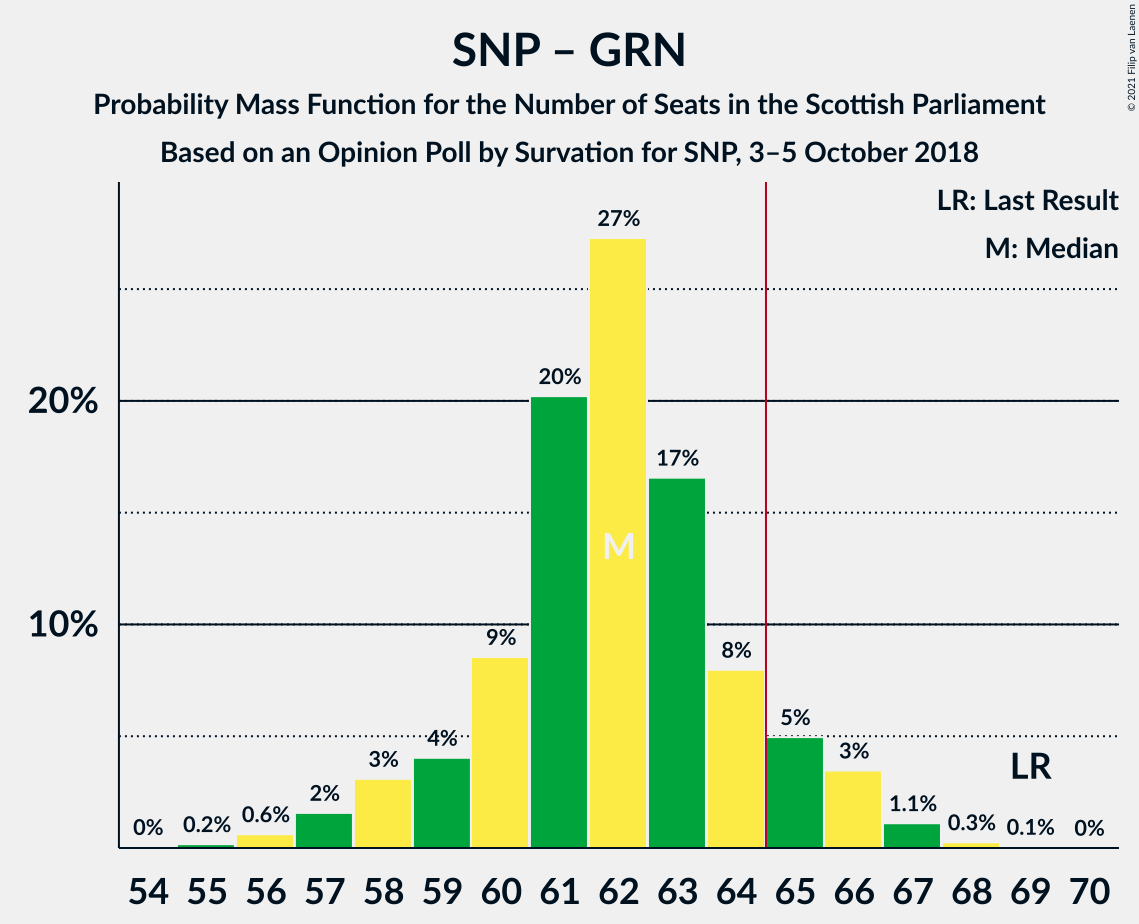 SNP – GRN
Probability Mass Function for the Number of Seats in the Scottish Parliament
Based on an Opinion Poll by Survation for SNP, 3–5 October 2018
© 2021 Filip van Laenen
LR: Last Result
M: Median
20%
10%
0% 0.2% 0.6% 2% 3% 4% 9% 20% 27% 17% 8% 5% 3% 1.1% 0.3% 0.1% 0%
M
LR
54 55 56 57 58 59 60 61 62 63 64 65 66 67 68 69 70